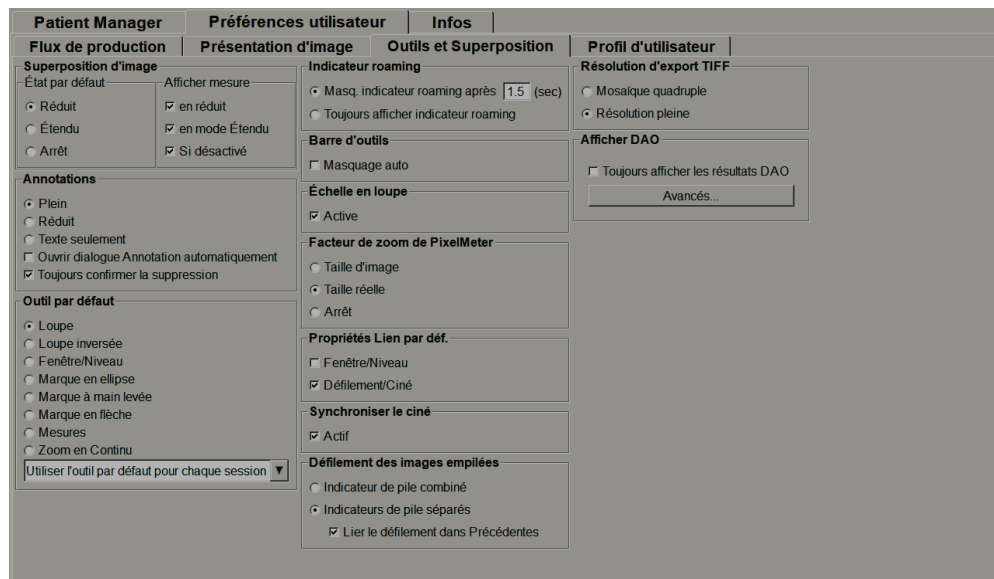 Patient Manager
Préférences utilisateur
Infos
Flux de production
Présentation d'image
Outils et Superposition
Profil d'utilisateur
Superposition d'image
État par défaut
Réduit
Étendu
Arrêt
Afficher mesure
en réduit
en mode Étendu
Si désactivé
Annotations
Plein
Réduit
Texte seulement
Ouvrir dialogue Annotation automatiquement
Toujours confirmer la suppression
Outil par défaut
Loupe
Loupe inversée
Fenêtre/Niveau
Marque en ellipse
Marque à main levée
Marque en flèche
Mesures
Zoom en Continu
Utiliser l'outil par défaut pour chaque session
Indicateur roaming
Masq. indicateur roaming après 1.5 (sec)
Toujours afficher indicateur roaming
Barre d'outils
Masquage auto
Échelle en loupe
Active
Facteur de zoom de PixelMeter
Taille d'image
Taille réelle
Arrêt
Propriétés Lien par déf.
Fenêtre/Niveau
Défilement/Ciné
Synchroniser le ciné
Actif
Défilement des images empilées
Indicateur de pile combiné
Indicateurs de pile séparés
Lier le défilement dans Précédentes
Résolution d'export TIFF
Mosaïque quadruple
Résolution pleine
Afficher DAO
Toujours afficher les résultats DAO
Avancés...